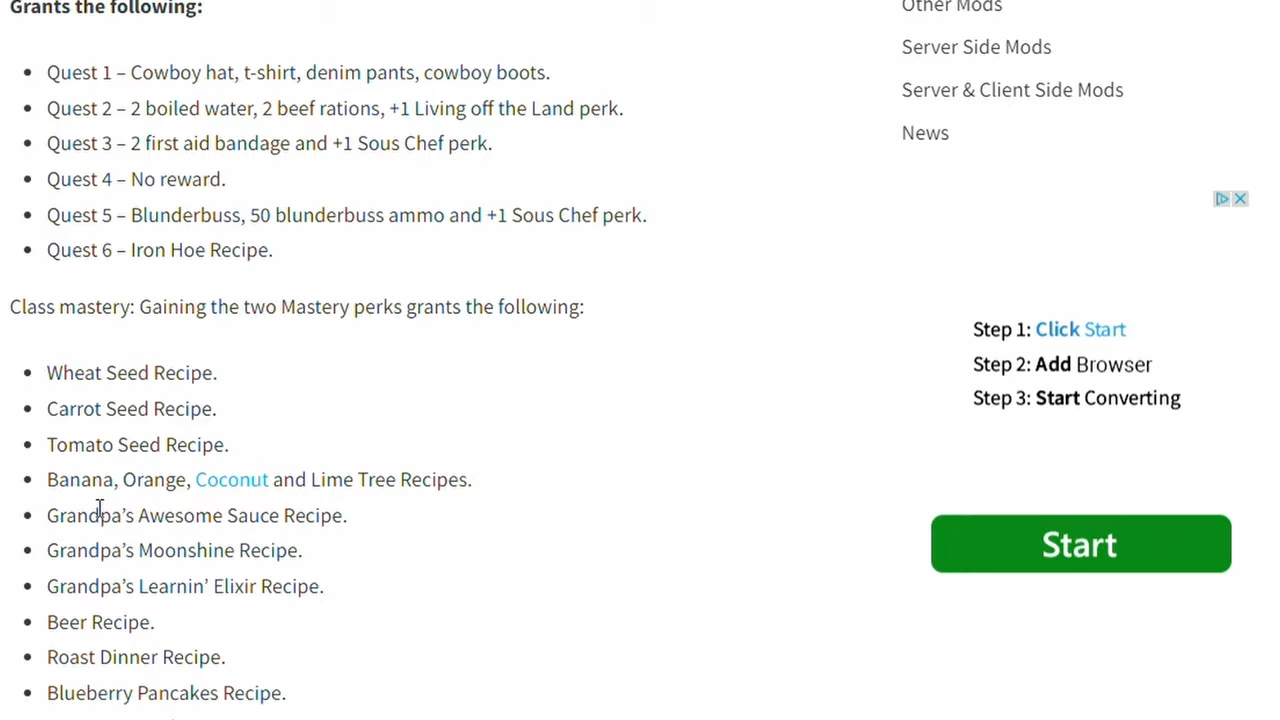 Grants the following:
Quest 1 – Cowboy hat, t-shirt, denim pants, cowboy boots.
Quest 2 – 2 boiled water, 2 beef rations, +1 Living off the Land perk.
Quest 3 – 2 first aid bandage and +1 Sous Chef perk.
Quest 4 – No reward.
Quest 5 – Blunderbuss, 50 blunderbuss ammo and +1 Sous Chef perk.
Quest 6 – Iron Hoe Recipe.
Class mastery: Gaining the two Mastery perks grants the following:
Wheat Seed Recipe.
Carrot Seed Recipe.
Tomato Seed Recipe.
Banana, Orange, Coconut and Lime Tree Recipes.
Grandpa’s Awesome Sauce Recipe.
Grandpa’s Moonshine Recipe.
Grandpa’s Learnin’ Elixir Recipe.
Beer Recipe.
Roast Dinner Recipe.
Blueberry Pancakes Recipe.
Other Mods
Server Side Mods
Server & Client Side Mods
News
Step 1: Click Start
Step 2: Add Browser
Step 3: Start Converting
Start